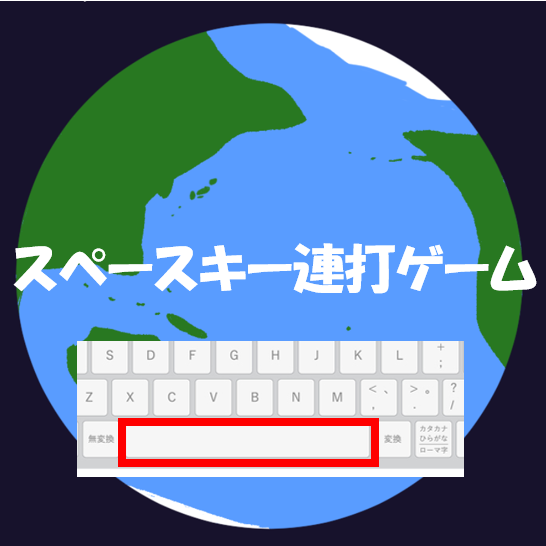 スペースキー連打ゲーム
S D F G H J K L + ;
Z X C V B N M < 、 , > 。 . ? /
無変換 変換 カタカナ
ひらがな
ローマ字